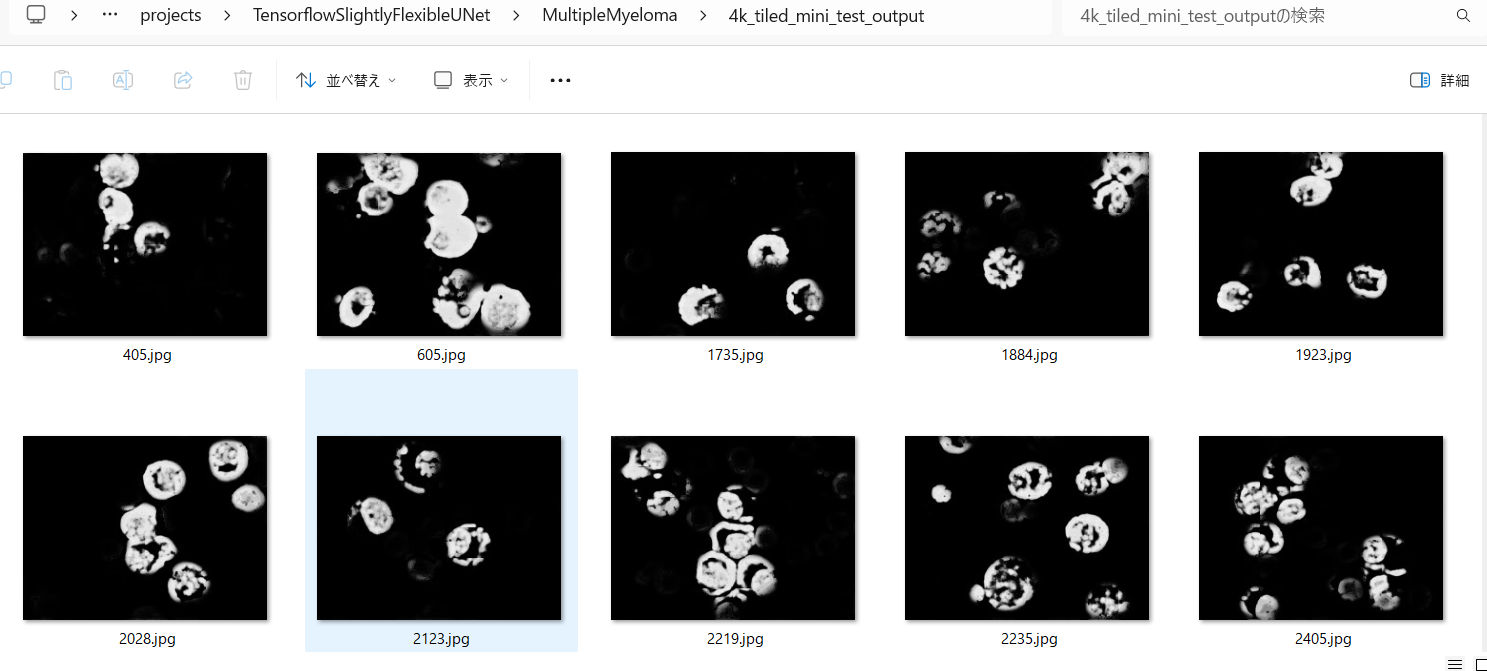 … projects TensorflowSlightlyFlexibleUNet MultipleMyeloma 4k_tiled_mini_test_output 4k_tiled_mini_test_outputの検索
並べ替え 表示 … 詳細
405.jpg 605.jpg 1735.jpg 1884.jpg 1923.jpg
2028.jpg 2123.jpg 2219.jpg 2235.jpg 2405.jpg